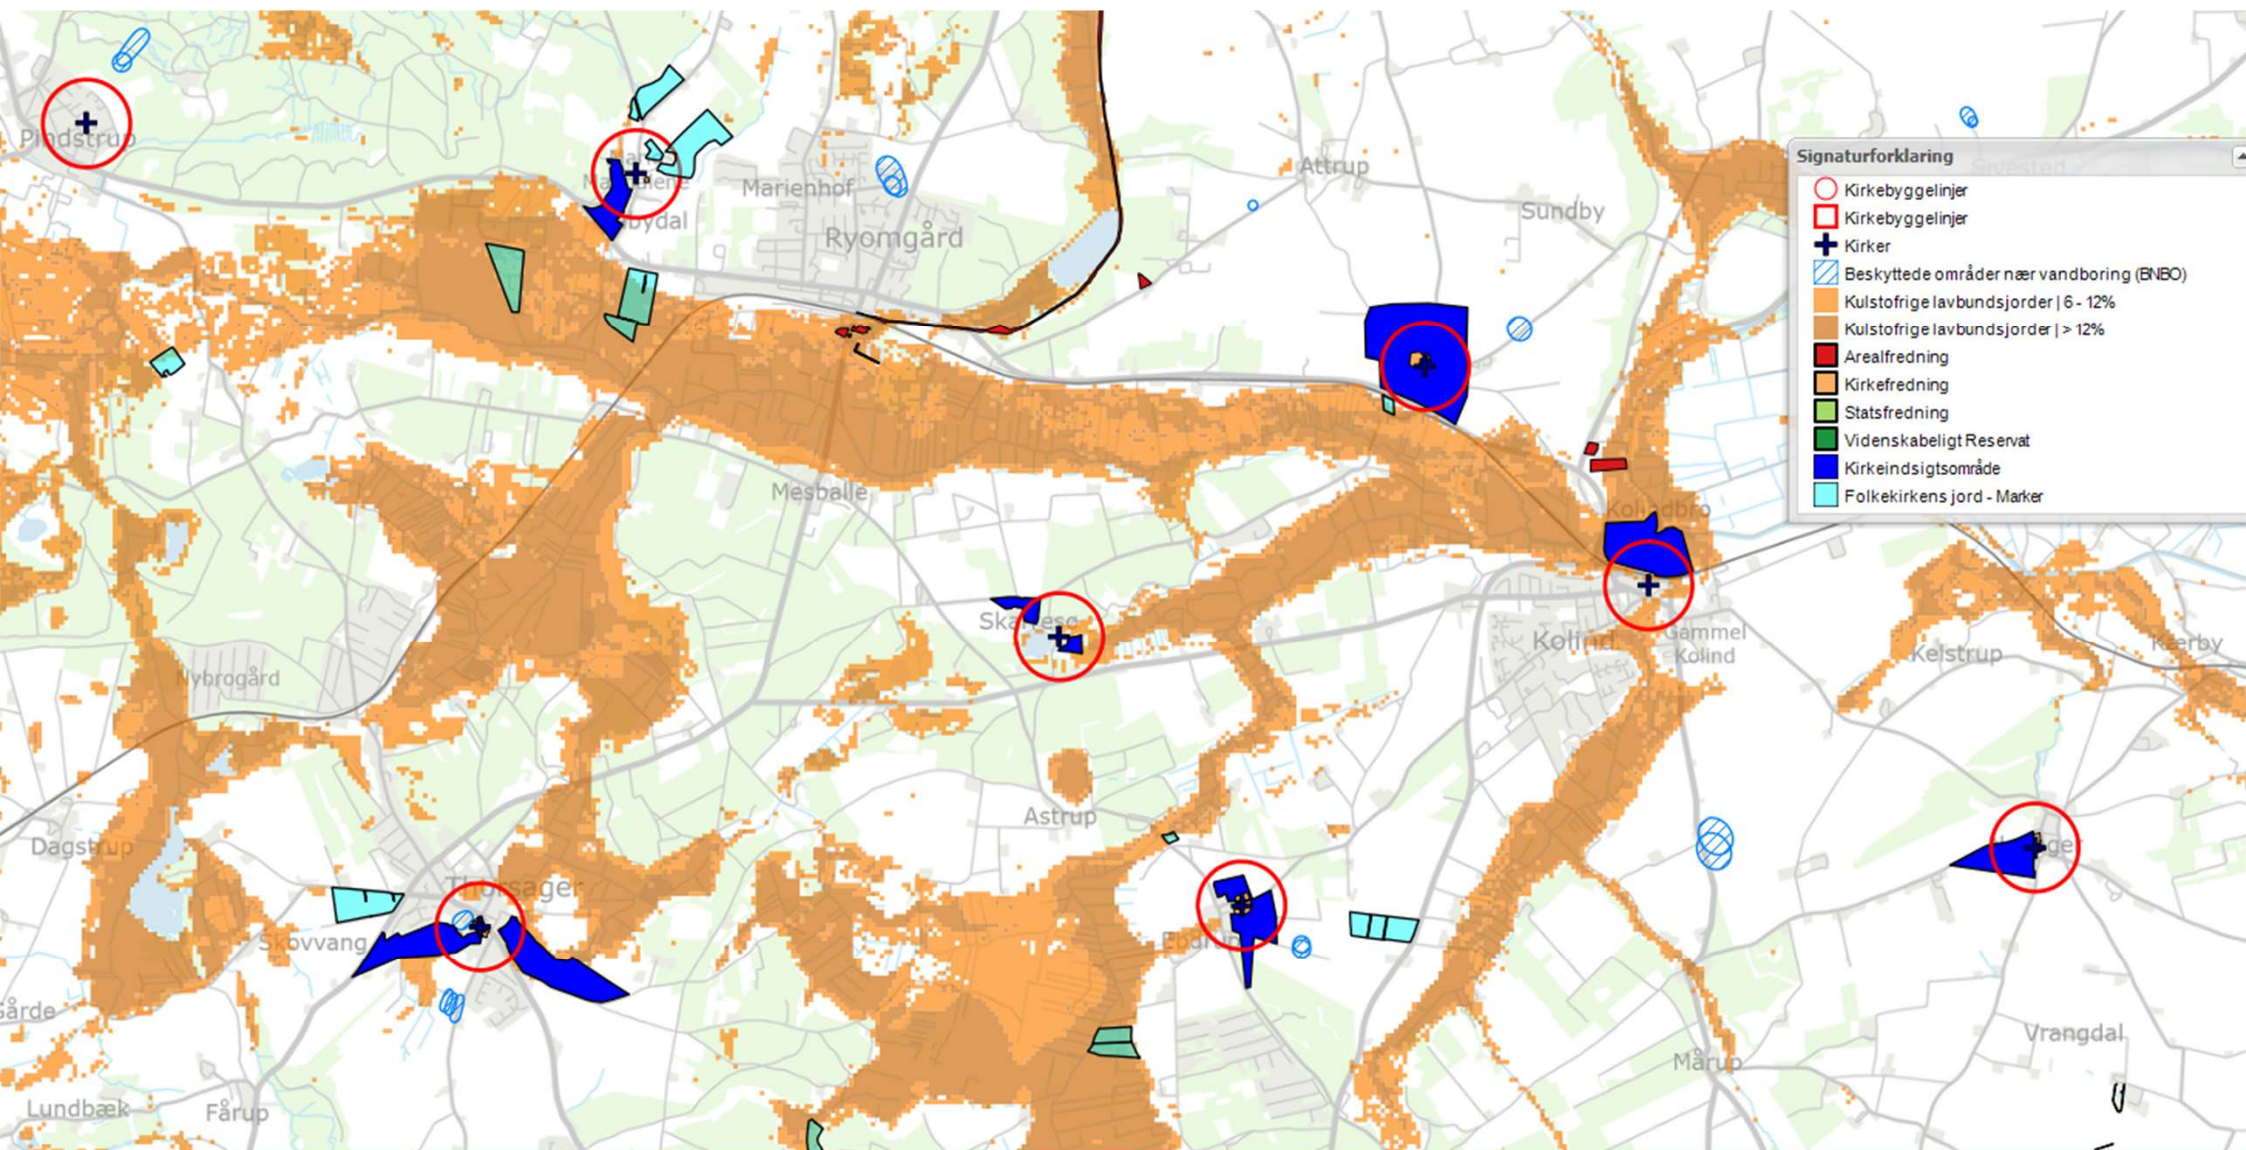 Pindstrup
Marienhof
Ryomgård
Attrup
Sundby
Signaturforklaring
Kirkebyggelinjer
Kirkebyggelinjer
Kirker
Beskyttede områder nær vandboring (BNBO)
Kulstofrige lavbundsjorder | 6 - 12%
Kulstofrige lavbundsjorder | > 12%
Arealfredning
Kirkefredning
Statsfredning
Videnskabeligt Reservat
Kirkeindsigtsområde
Folkekirkens jord - Marker
Mesballe
Kolindbro
Kolind
Gammel
Kolind
Kelstrup
Kærby
Nybrogård
Astrup
Dagstrup
Thorsager
Skovvang
Vrangdal
Mårup
Lundbæk
Fårup